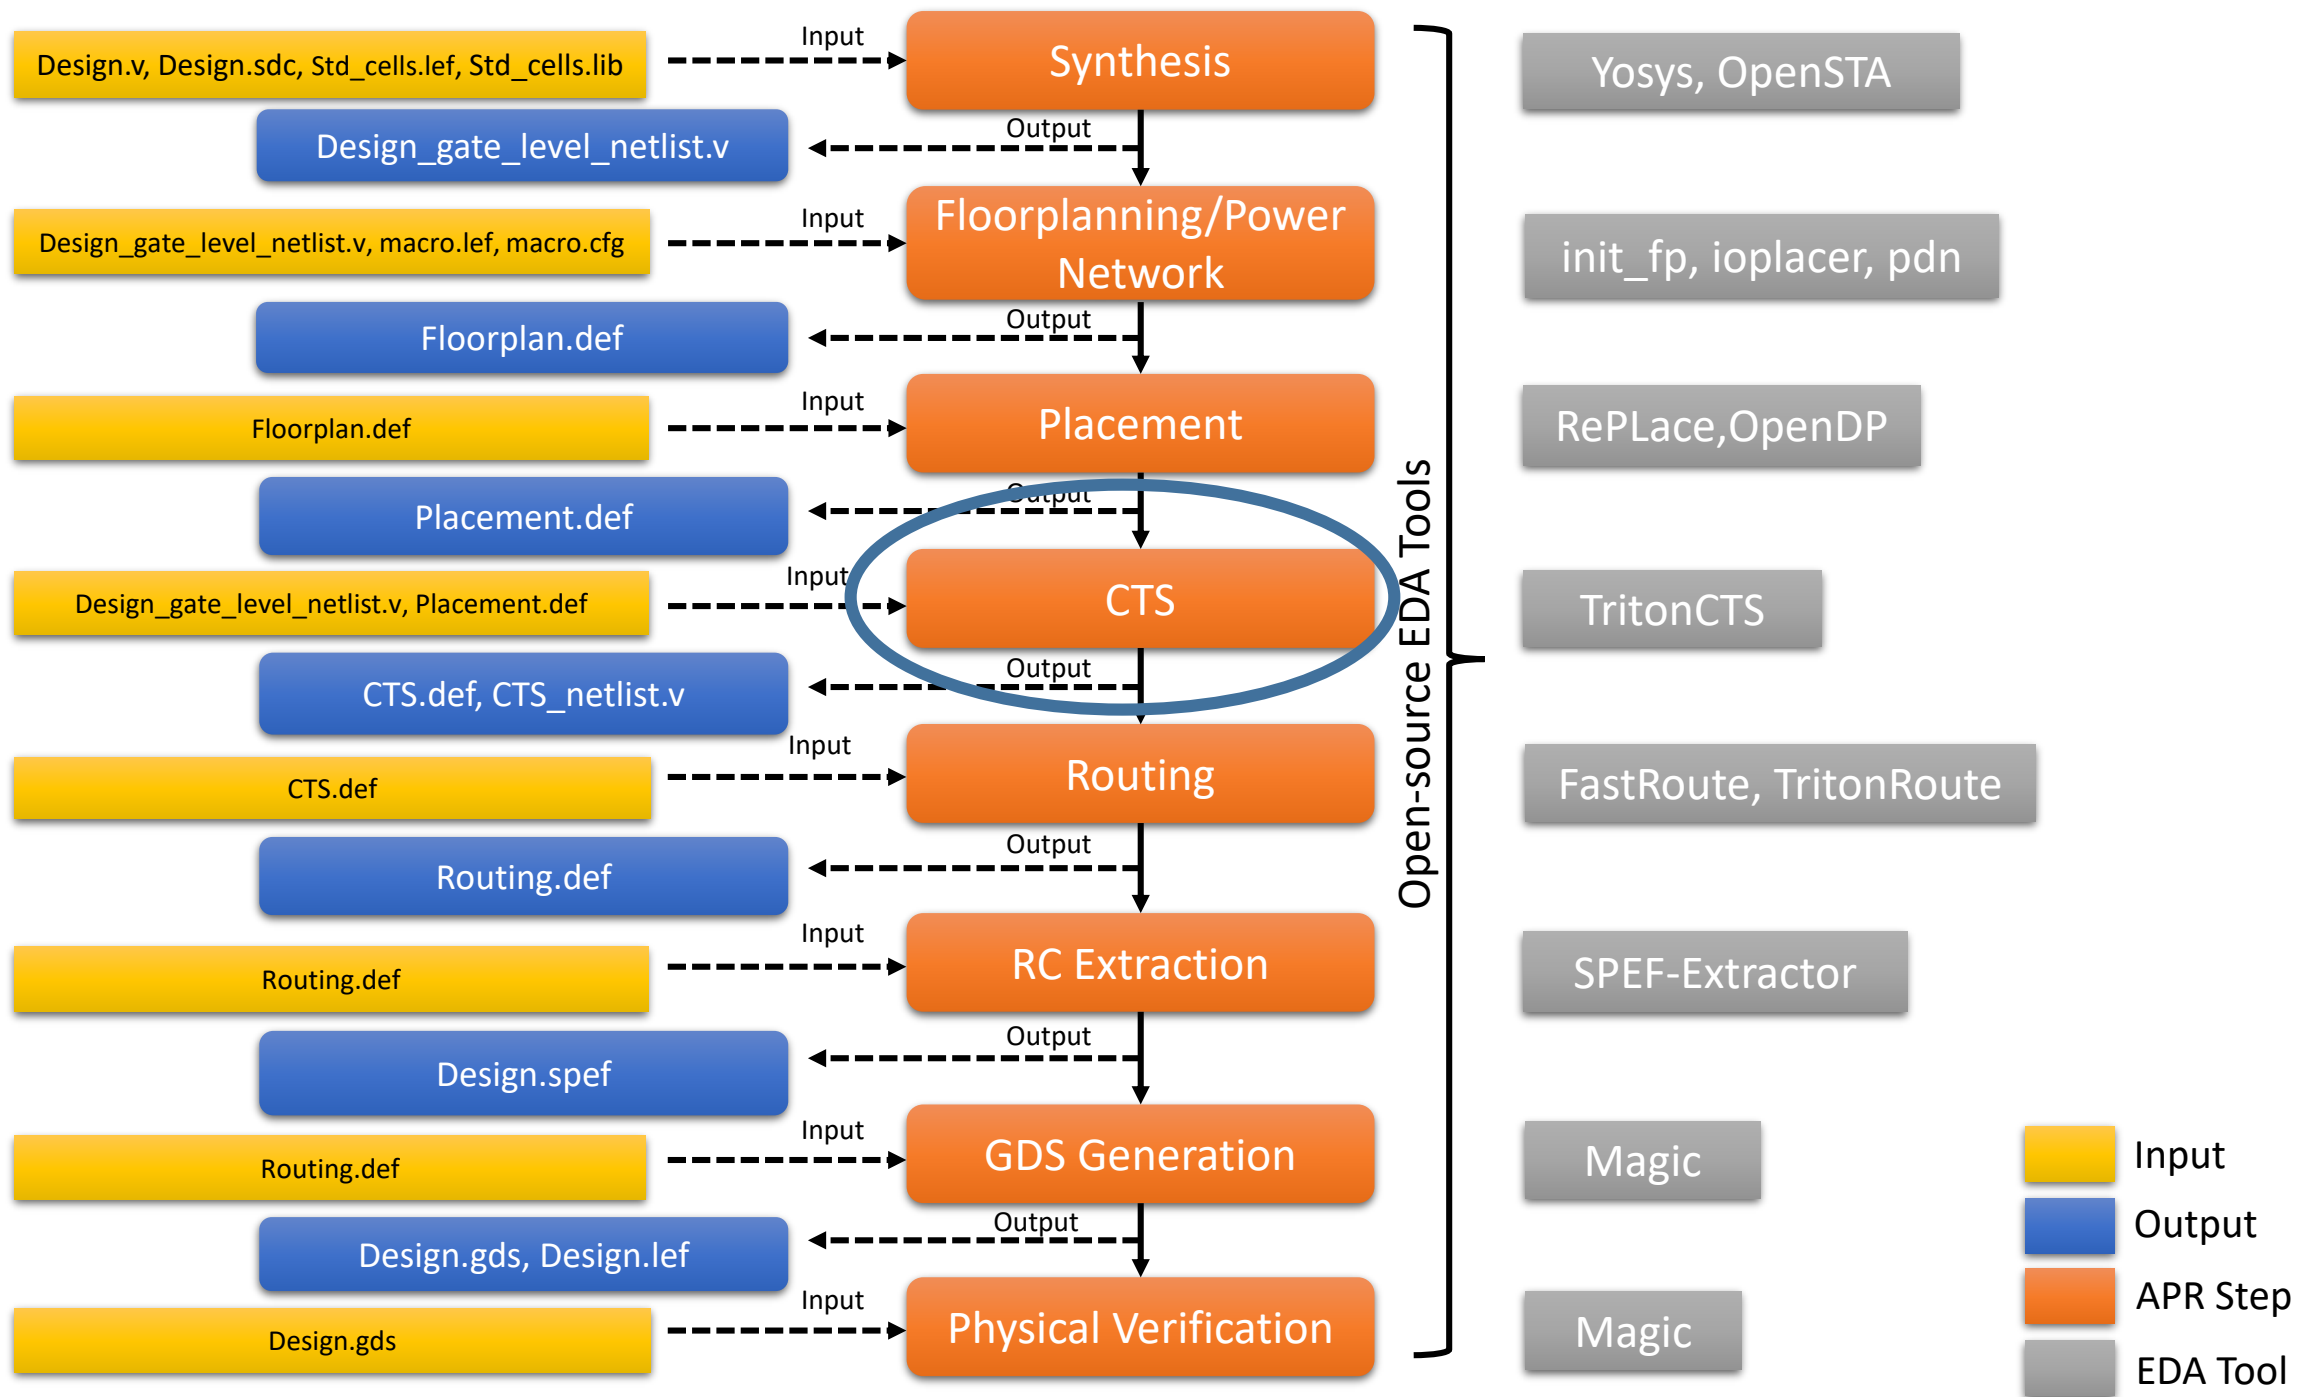 Design.v, Design.sdc, Std_cells.lef, Std_cells.lib
Input
Synthesis
Yosys, OpenSTA
Output
Design_gate_level_netlist.v
Design_gate_level_netlist.v, macro.lef, macro.cfg
Input
Floorplanning/Power
Network
init_fp, ioplacer, pdn
Output
Floorplan.def
Floorplan.def
Input
Placement
RePLace,OpenDP
Output
Placement.def
Design_gate_level_netlist.v, Placement.def
Input
CTS
TritonCTS
Open-source EDA Tools
Output
CTS.def, CTS_netlist.v
CTS.def
Input
Routing
FastRoute, TritonRoute
Output
Routing.def
Routing.def
Input
RC Extraction
SPEF-Extractor
Output
Design.spef
Routing.def
Input
GDS Generation
Magic
Output
Design.gds, Design.lef
Design.gds
Input
Physical Verification
Magic
Input
Output
APR Step
EDA Tool